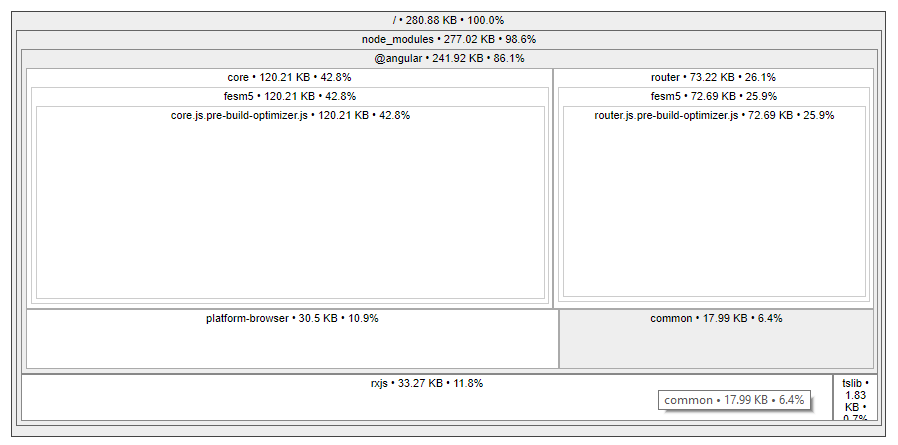 / • 280.88 KB • 100.0%
node_modules • 277.02 KB • 98.6%
@angular • 241.92 KB • 86.1%
core • 120.21 KB • 42.8%
fesm5 • 120.21 KB • 42.8%
core.js.pre-build-optimizer.js • 120.21 KB • 42.8%
router • 73.22 KB • 26.1%
fesm5 • 72.69 KB • 25.9%
router.js.pre-build-optimizer.js • 72.69 KB • 25.9%
platform-browser • 30.5 KB • 10.9%
common • 17.99 KB • 6.4%
rxjs • 33.27 KB • 11.8%
common • 17.99 KB • 6.4%
tslib •
1.83
KB •
0.7%